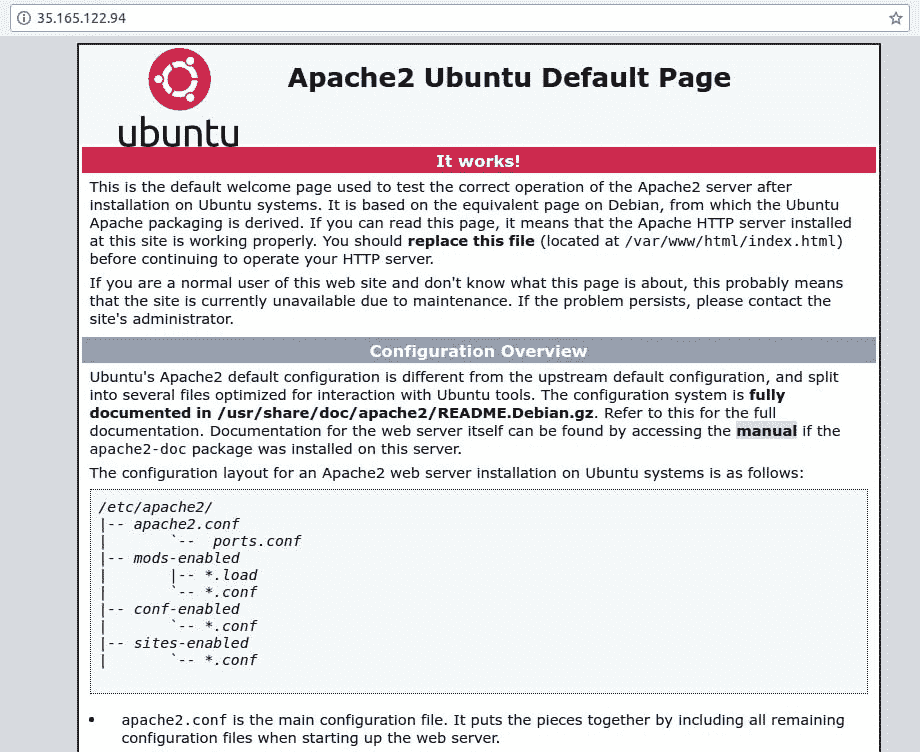 35.165.122.94
Apache2 Ubuntu Default Page
ubuntu
It works!
This is the default welcome page used to test the correct operation of the Apache2 server after
installation on Ubuntu systems. It is based on the equivalent page on Debian, from which the Ubuntu
Apache packaging is derived. If you can read this page, it means that the Apache HTTP server installed
at this site is working properly. You should replace this file (located at /var/www/html/index.html)
before continuing to operate your HTTP server.
If you are a normal user of this web site and don't know what this page is about, this probably means
that the site is currently unavailable due to maintenance. If the problem persists, please contact the
site's administrator.
Configuration Overview
Ubuntu's Apache2 default configuration is different from the upstream default configuration, and split
into several files optimized for interaction with Ubuntu tools. The configuration system is fully
documented in /usr/share/doc/apache2/README.Debian.gz. Refer to this for the full
documentation. Documentation for the web server itself can be found by accessing the manual if the
apache2-doc package was installed on this server.
The configuration layout for an Apache2 web server installation on Ubuntu systems is as follows:
/etc/apache2/
|-- apache2.conf
|       `--  ports.conf
|-- mods-enabled
|       |-- *.load
|       `-- *.conf
|-- conf-enabled
|       `-- *.conf
|-- sites-enabled
|       `-- *.conf
• apache2.conf is the main configuration file. It puts the pieces together by including all remaining
configuration files when starting up the web server.